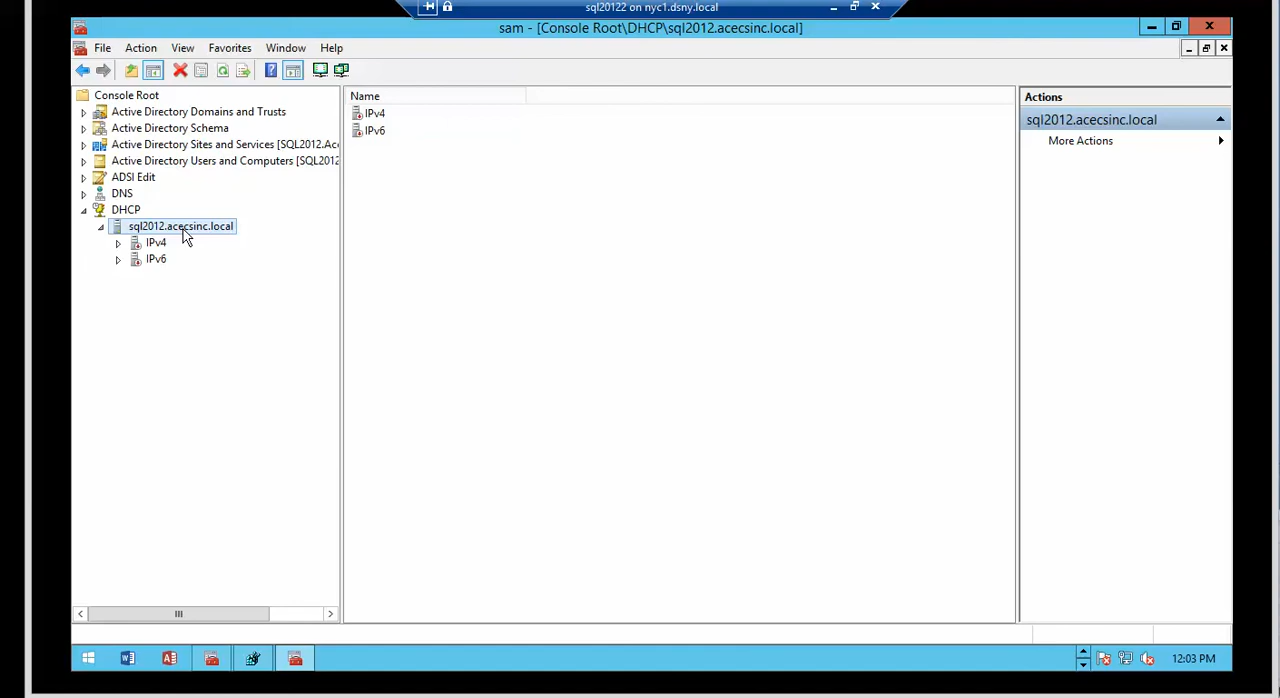 sql20122 on nyc1.dsny.local
sam - [Console Root\DHCP\sql2012.acecsinc.local]
File Action View Favorites Window Help
Console Root
Active Directory Domains and Trusts
Active Directory Schema
Active Directory Sites and Services [SQL2012.Ace
Active Directory Users and Computers [SQL2012
ADSI Edit
DNS
DHCP
sql2012.acecsinc.local
IPv4
IPv6
Name
IPv4
IPv6
Actions
sql2012.acecsinc.local
More Actions
12:03 PM